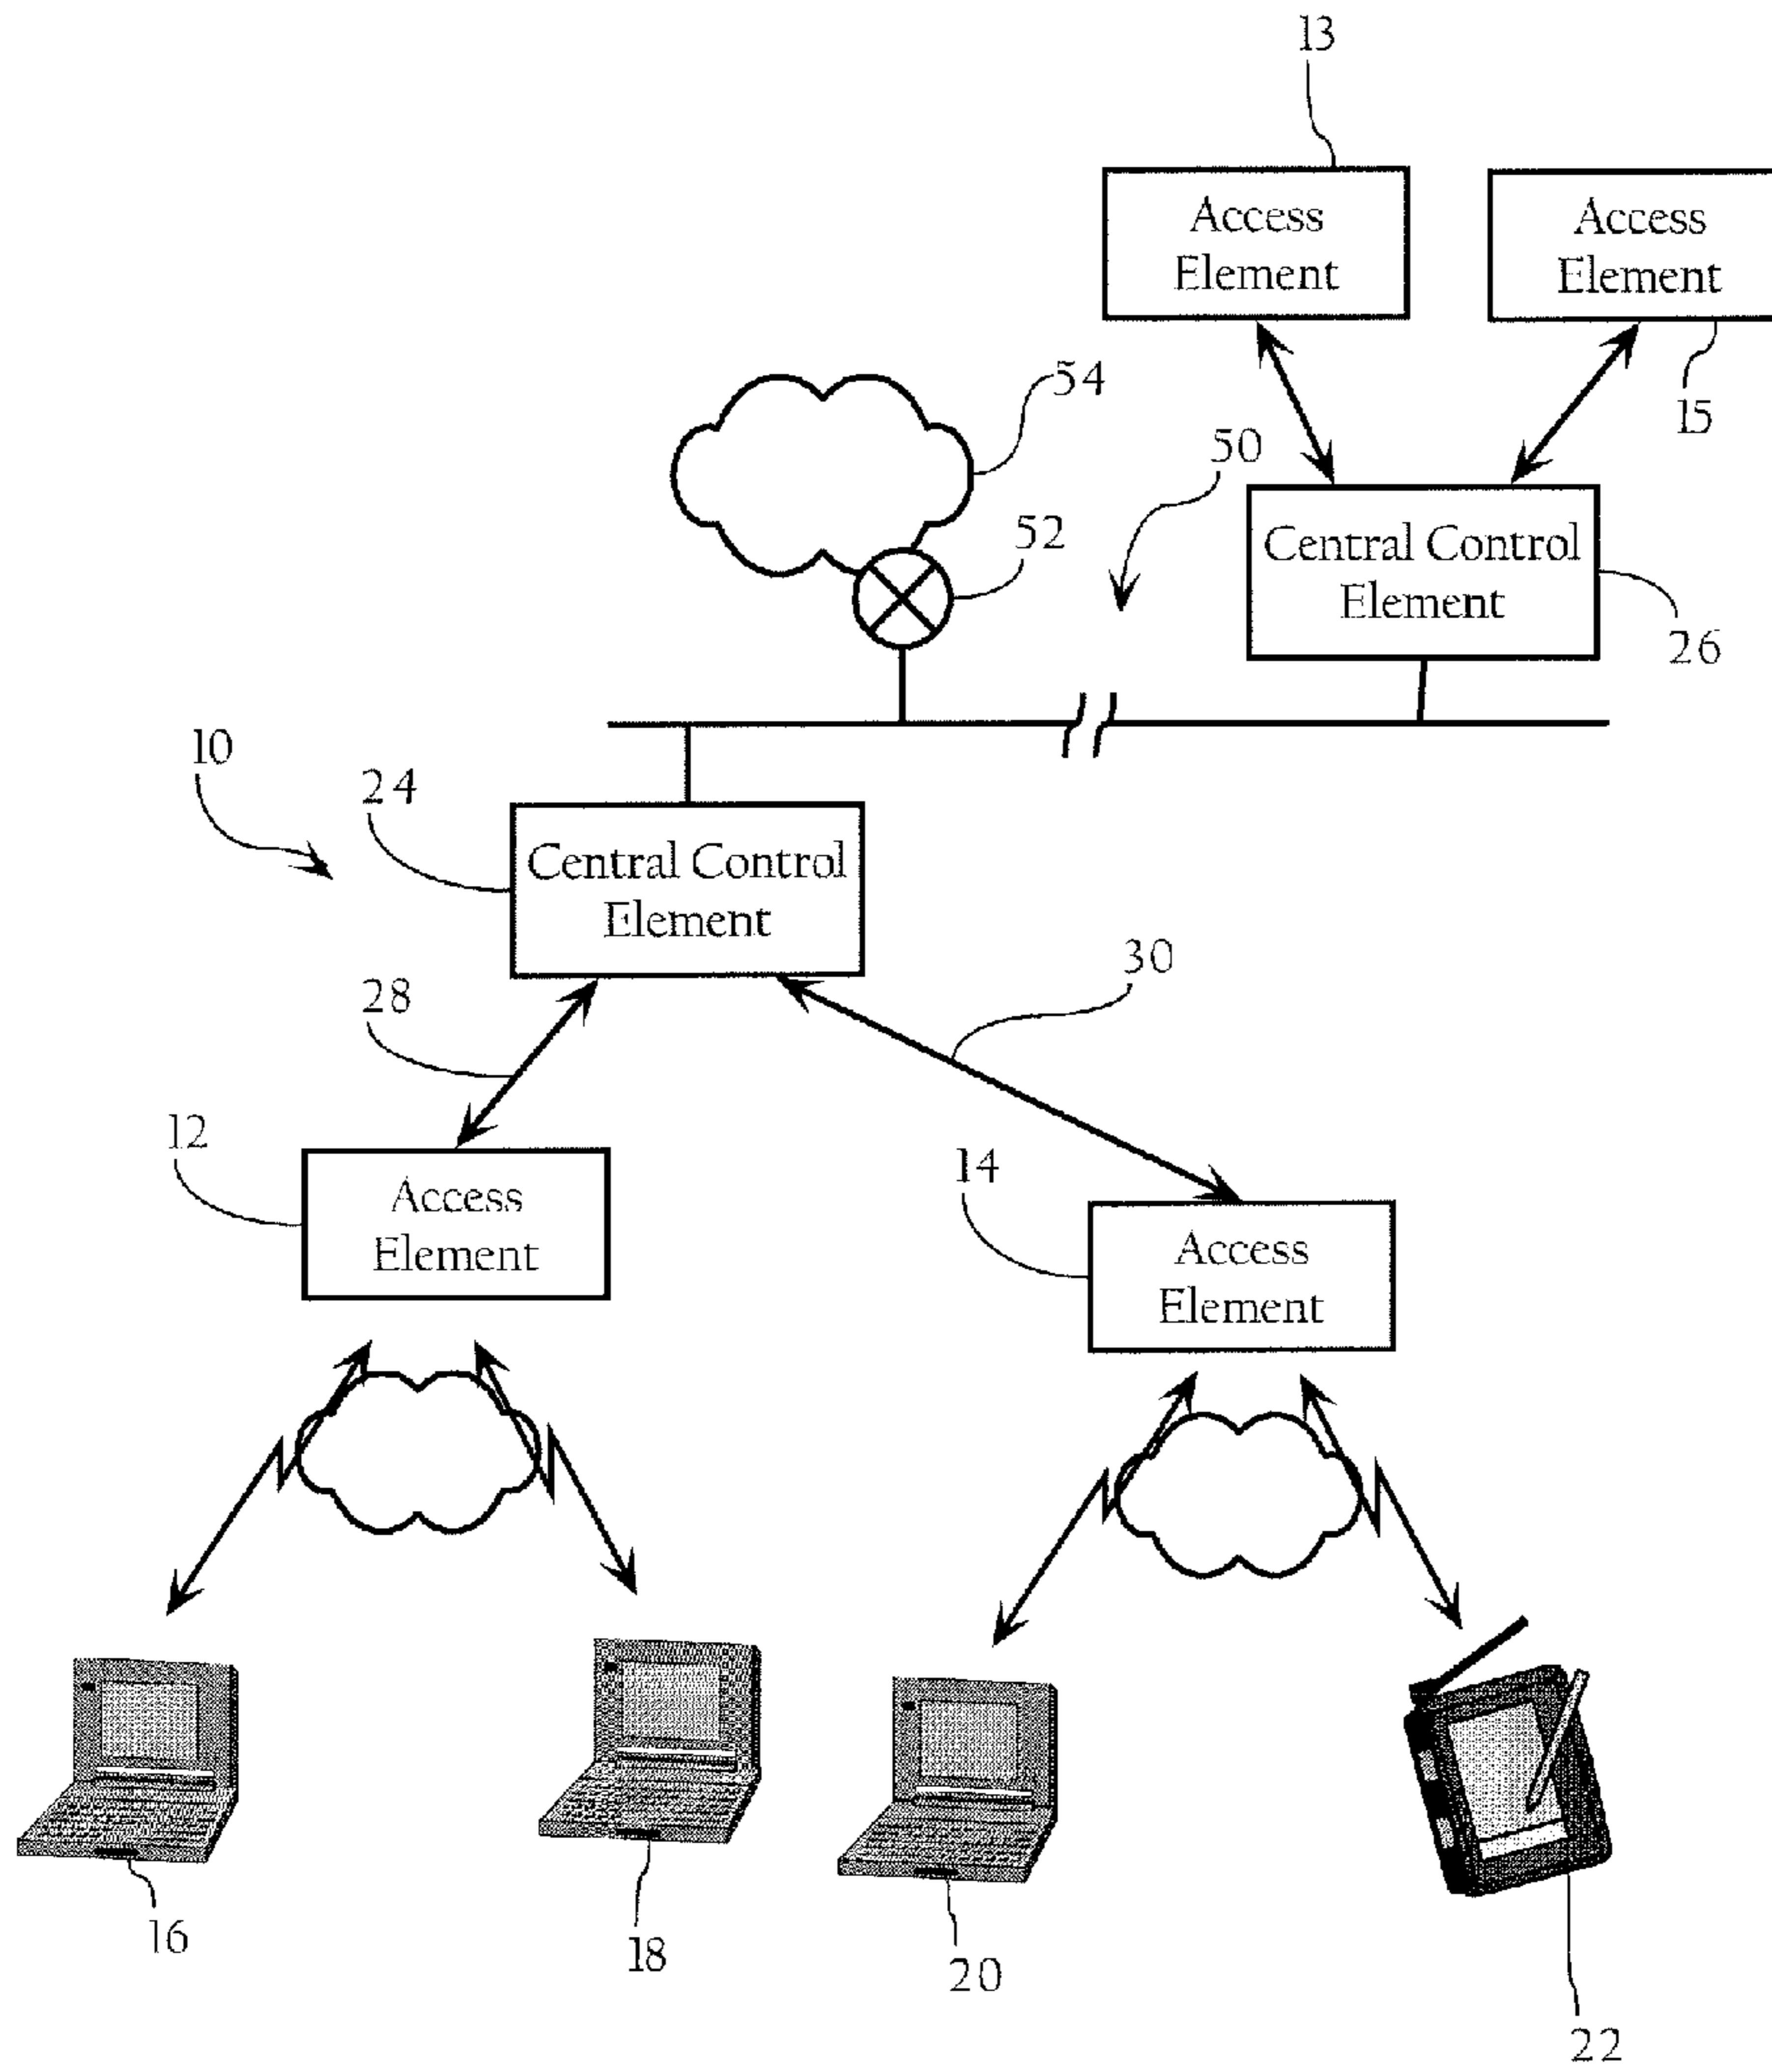 13
Access
Element
Access
Element
15
54
50
52
Central Control
Element
26
10
24
Central Control
Element
30
28
12
Access
Element
14
Access
Element
16
18
20
22